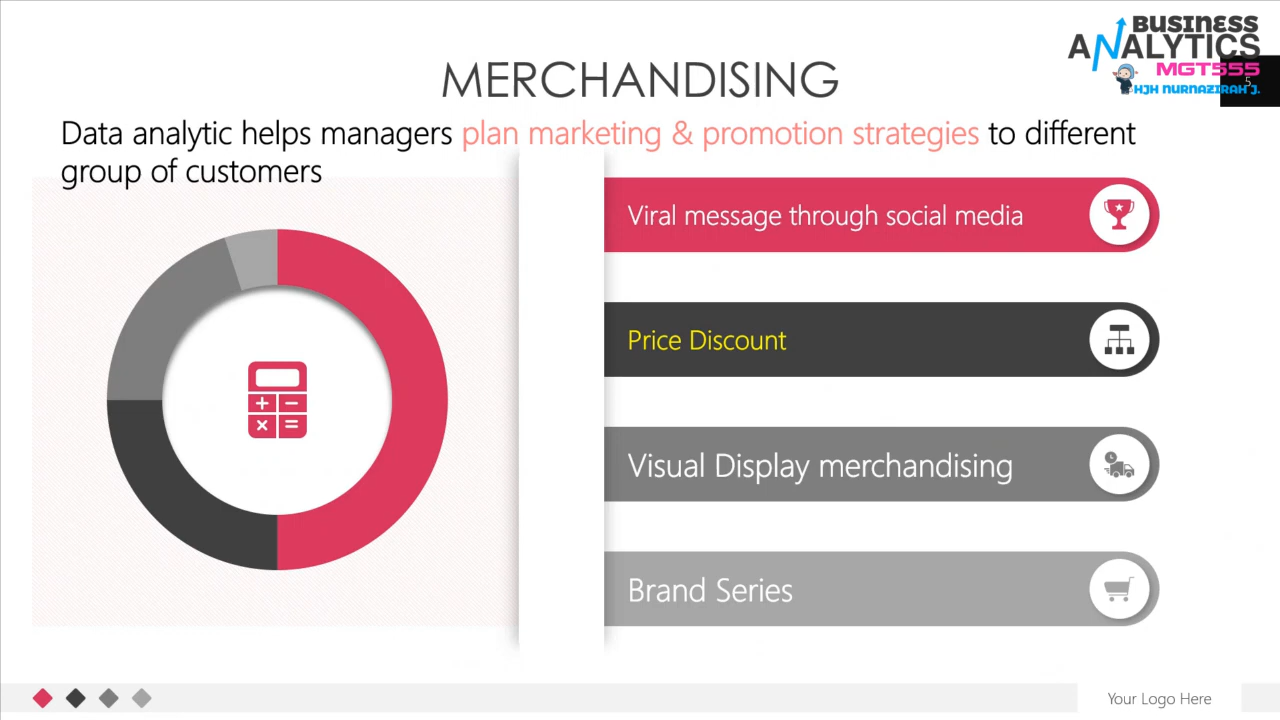 BUSINESS
ANALYTICS
MGT555
HJH NURNAZIRAH J.
5
MERCHANDISING
Data analytic helps managers plan marketing & promotion strategies to different
group of customers
Viral message through social media
Price Discount
Visual Display merchandising
Brand Series
Your Logo Here